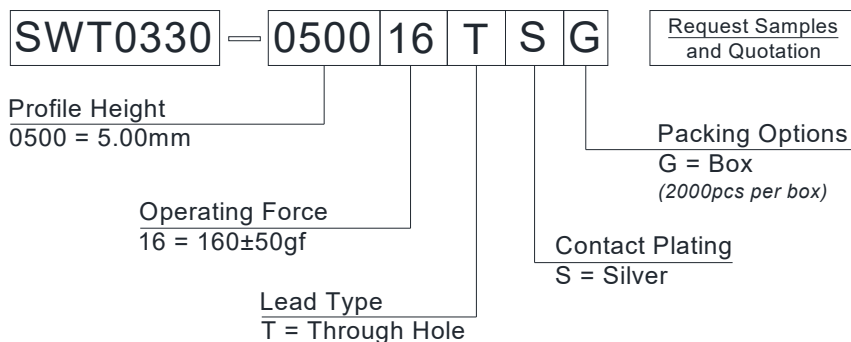 SWT0330 — 0500 16 T S G
Request Samples
and Quotation
Profile Height
0500 = 5.00mm
Packing Options
G = Box
(2000pcs per box)
Operating Force
16 = 160±50gf
Contact Plating
S = Silver
Lead Type
T = Through Hole